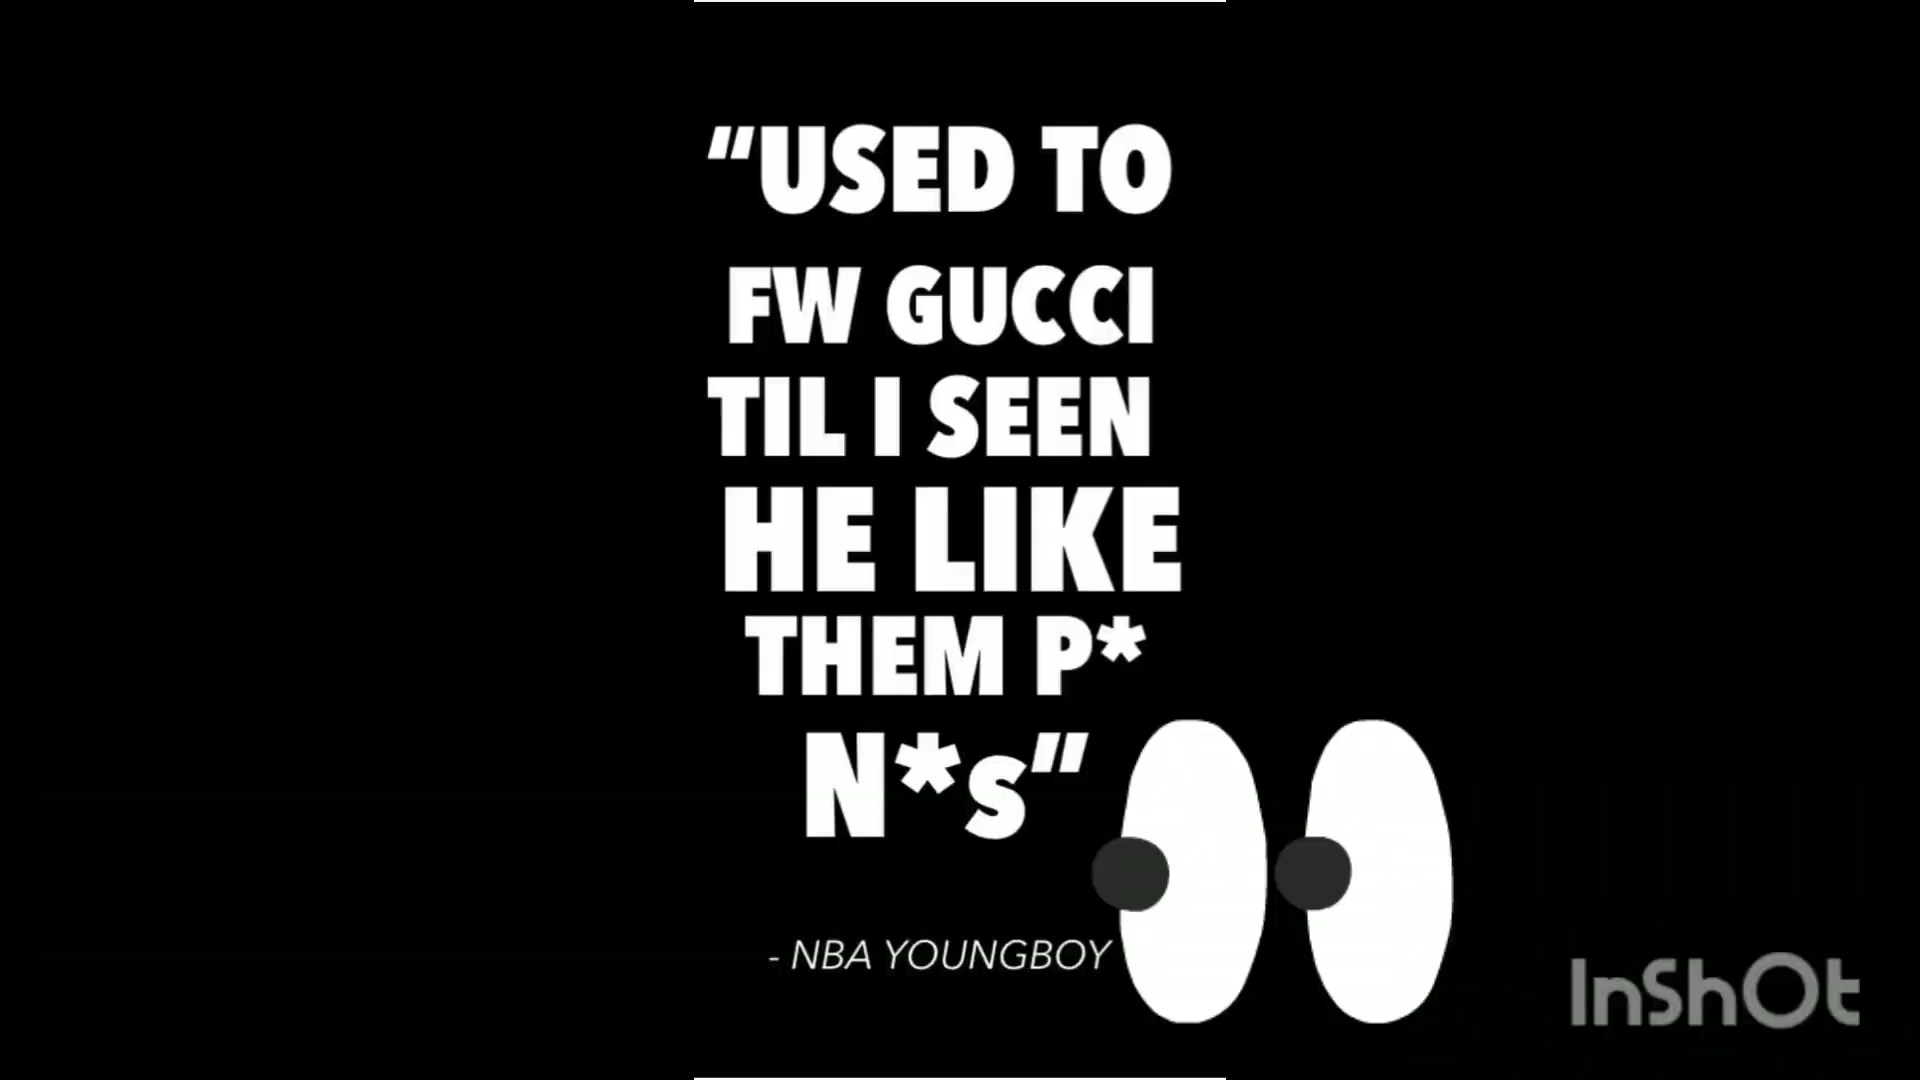 “USED TO
FW GUCCI
TIL I SEEN
HE LIKE
THEM P*
N*s”
- NBA YOUNGBOY
InShOt